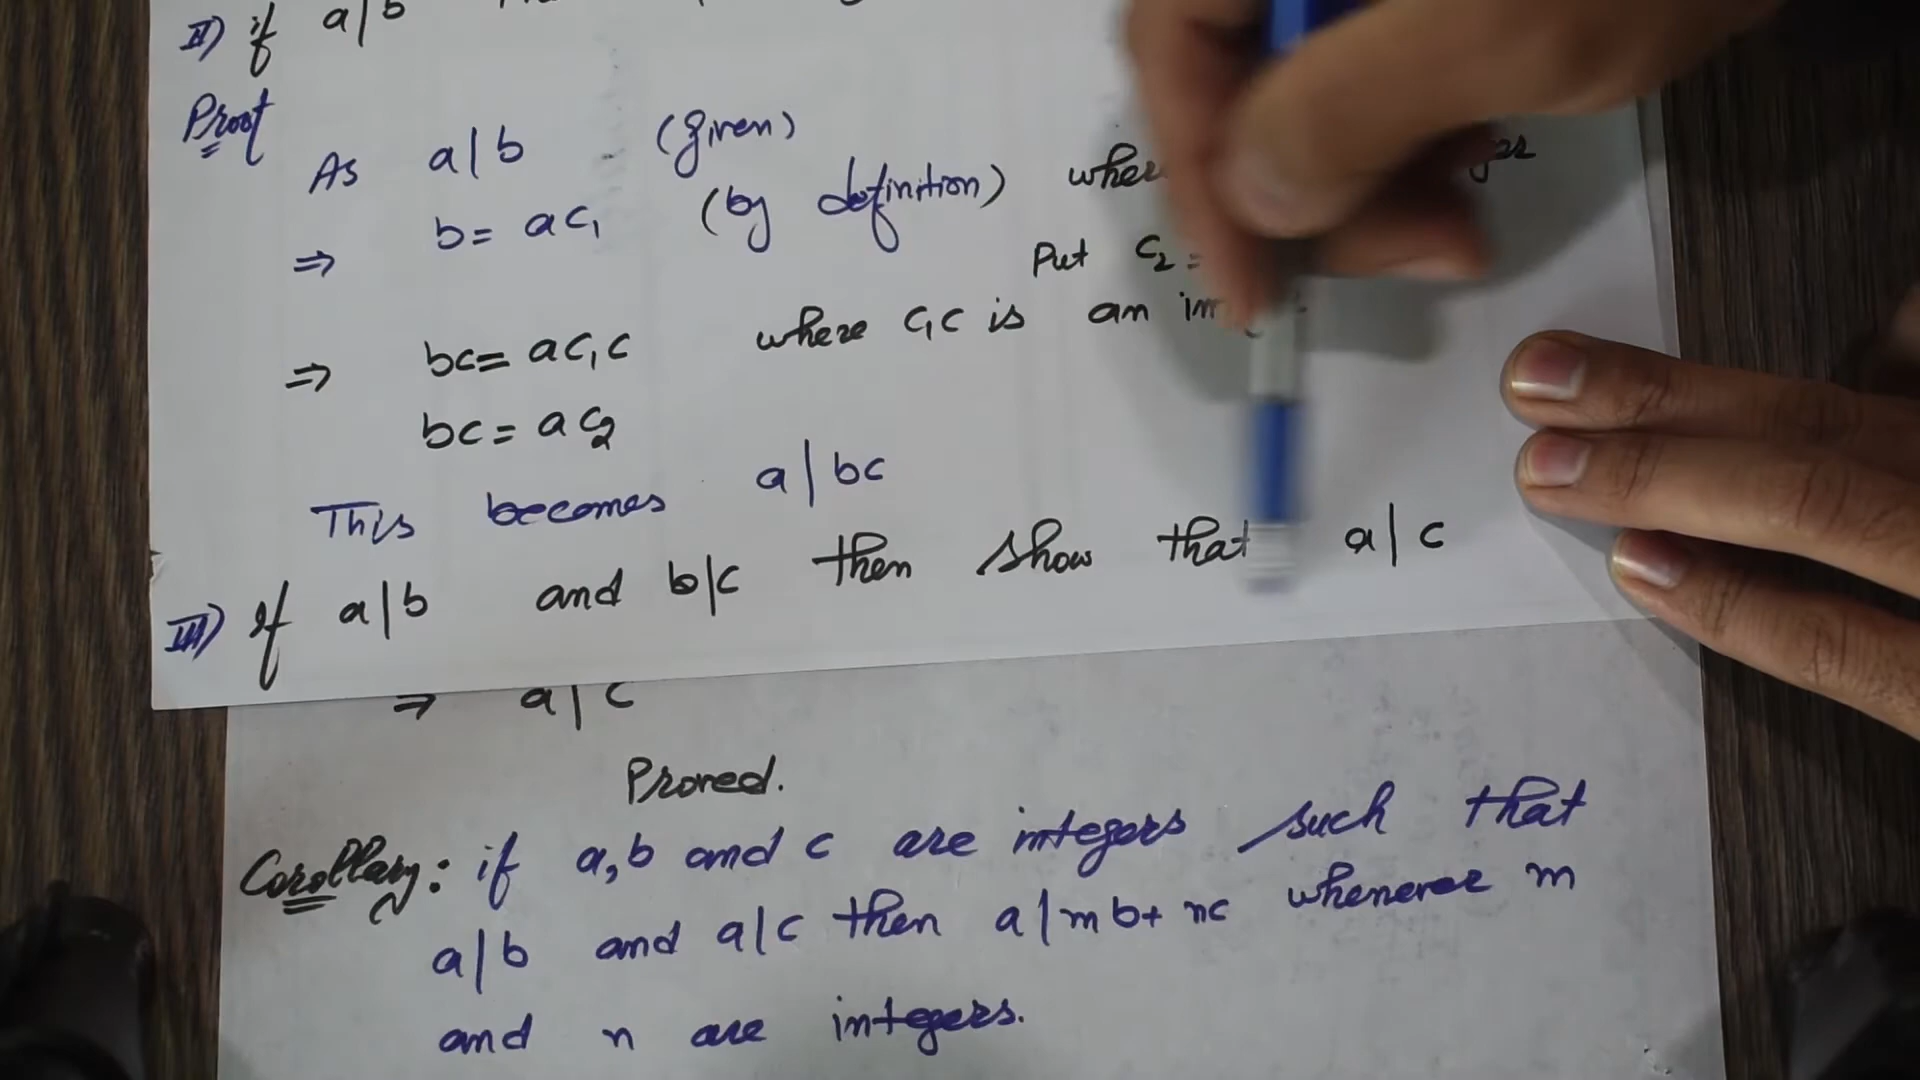 II) if a|b
Proof
As a|b (given)
⇒ b = ac₁ (by definition) where
Put c₂ =
⇒ bc = ac₁c where c₁c is an
bc = ac₂
This becomes a|bc
III) If a|b and b|c then show that a|c
⇒ a|c
Proved.
Corollary: if a,b and c are integers such that
a|b and a|c then a|mb+nc whenever m
and n are integers.